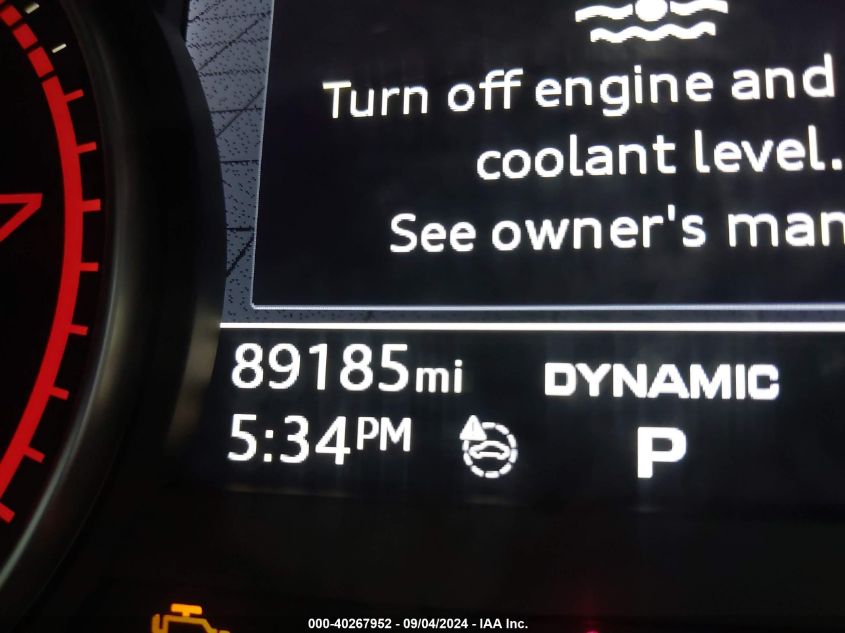 Turn off engine and
coolant level.
See owner's man
89185mi DYNAMIC
5:34PM P
000-40267952 - 09/04/2024 - IAA Inc.